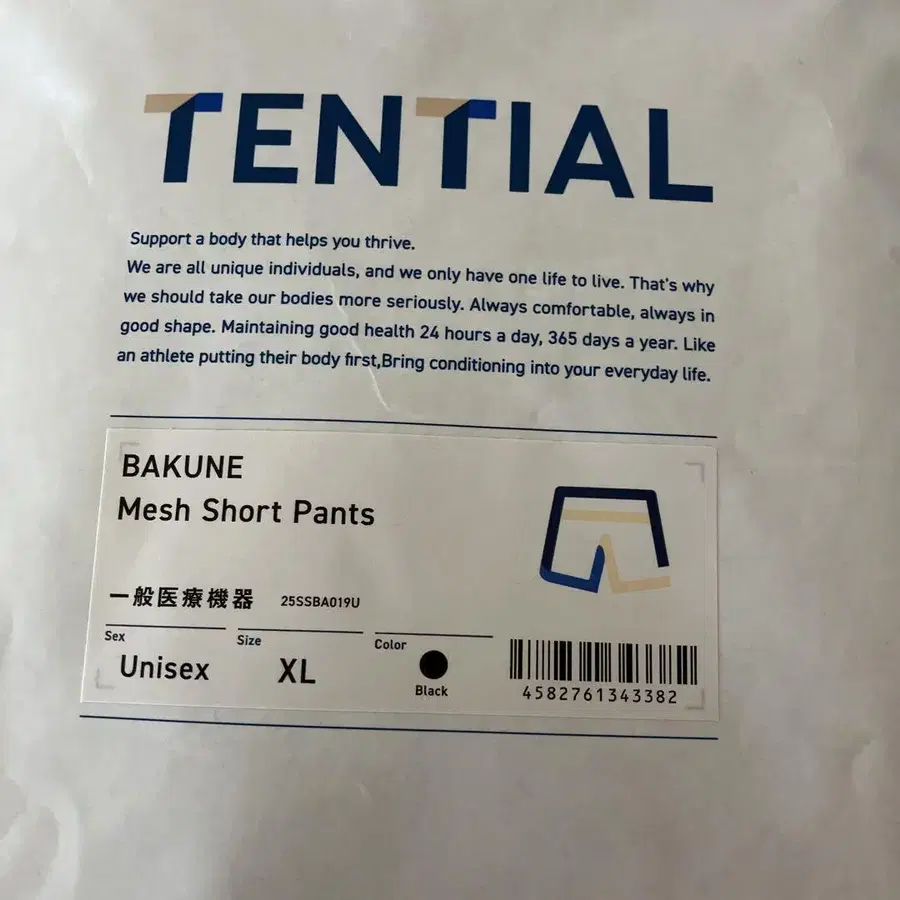 TENTIAL
Support a body that helps you thrive.
We are all unique individuals, and we only have one life to live. That's why
we should take our bodies more seriously. Always comfortable, always in
good shape. Maintaining good health 24 hours a day, 365 days a year. Like
an athlete putting their body first,Bring conditioning into your everyday life.
BAKUNE
Mesh Short Pants
一般医療機器 25SSBA019U
Sex Size Color
Unisex XL Black
4582761343382